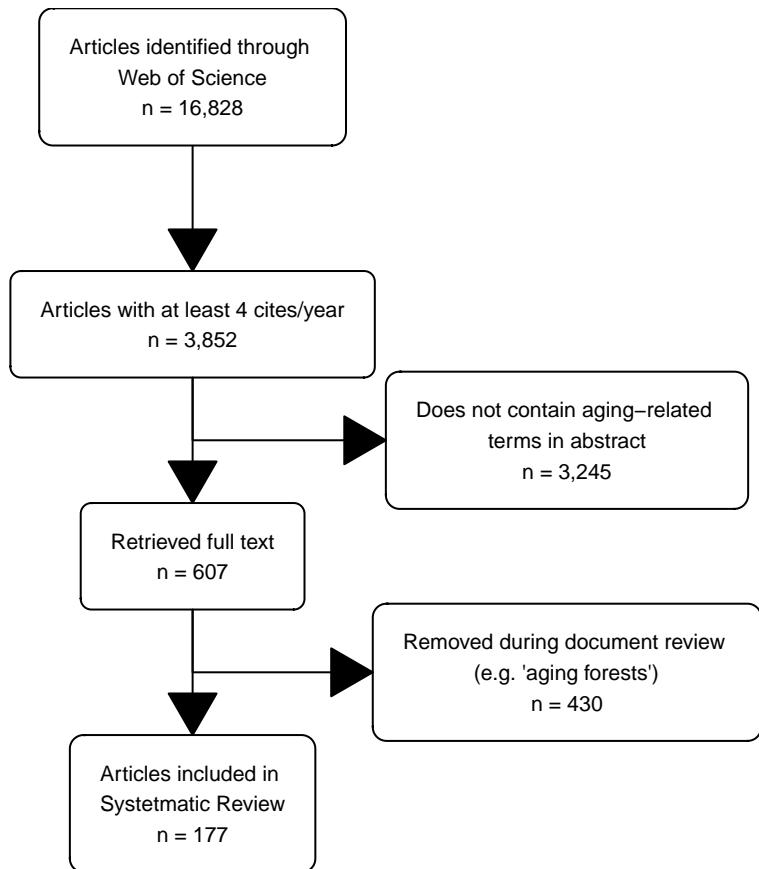 Articles identified through
Web of Science
n = 16,828
Articles with at least 4 cites/year
n = 3,852
Does not contain aging−related
terms in abstract
n = 3,245
Retrieved full text
n = 607
Removed during document review
(e.g. 'aging forests')
n = 430
Articles included in
Systetmatic Review
n = 177